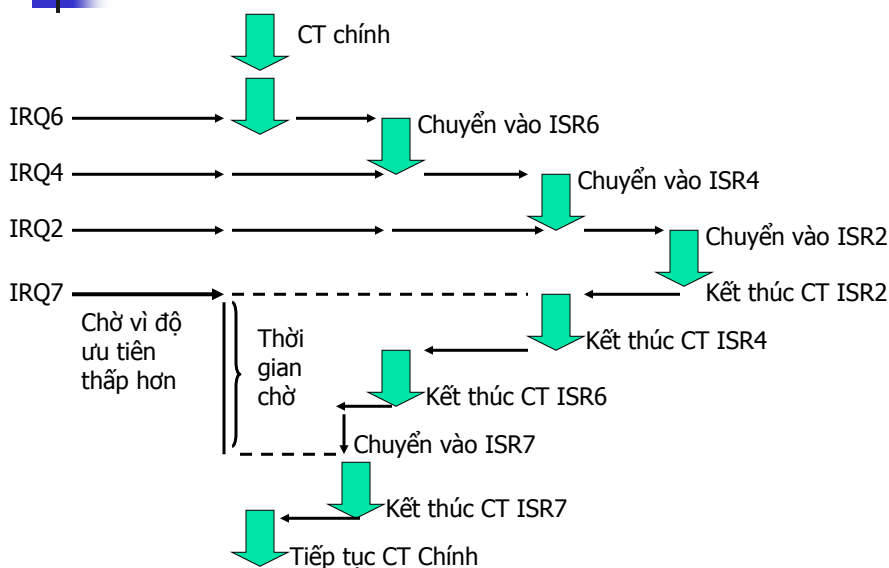 CT chính
IRQ6
Chuyển vào ISR6
IRQ4
Chuyển vào ISR4
IRQ2
Chuyển vào ISR2
IRQ7
Kết thúc CT ISR2
Chờ vì độ
ưu tiên
thấp hơn
Thời
gian
chờ
Kết thúc CT ISR4
Kết thúc CT ISR6
Chuyển vào ISR7
Kết thúc CT ISR7
Tiếp tục CT Chính